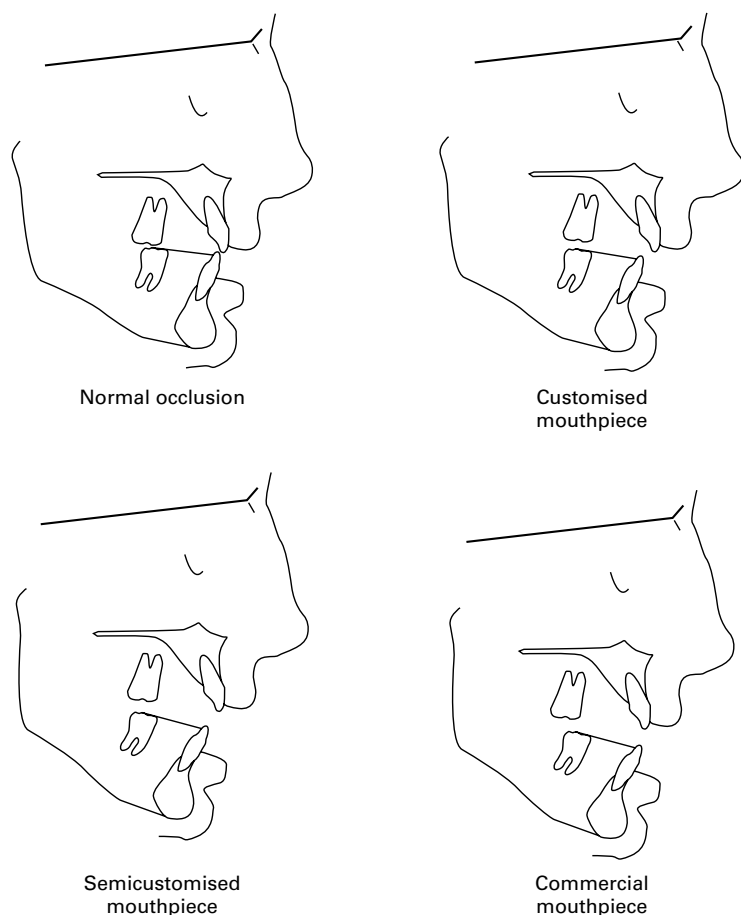 Normal occlusion
Customised
mouthpiece
Semicustomised
mouthpiece
Commercial
mouthpiece